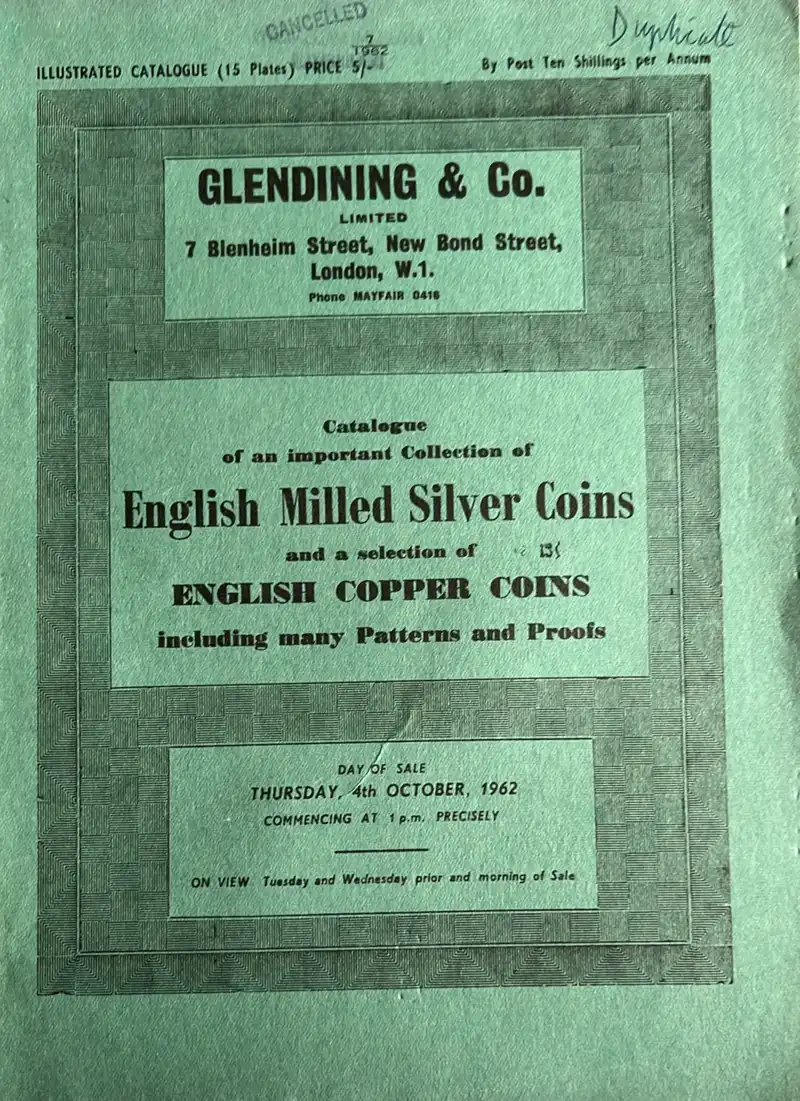 CANCELLED
Duplicate
7
1962
ILLUSTRATED CATALOGUE (15 Plates) PRICE 5/-
By Post Ten Shillings per Annum
GLENDINING & Co.
LIMITED
7 Blenheim Street, New Bond Street,
London, W.1.
Phone MAYFAIR 0416
Catalogue
of an important Collection of
English Milled Silver Coins
and a selection of
ENGLISH COPPER COINS
including many Patterns and Proofs
DAY OF SALE
THURSDAY, 4th OCTOBER, 1962
COMMENCING AT 1 p.m. PRECISELY
ON VIEW Tuesday and Wednesday prior and morning of Sale